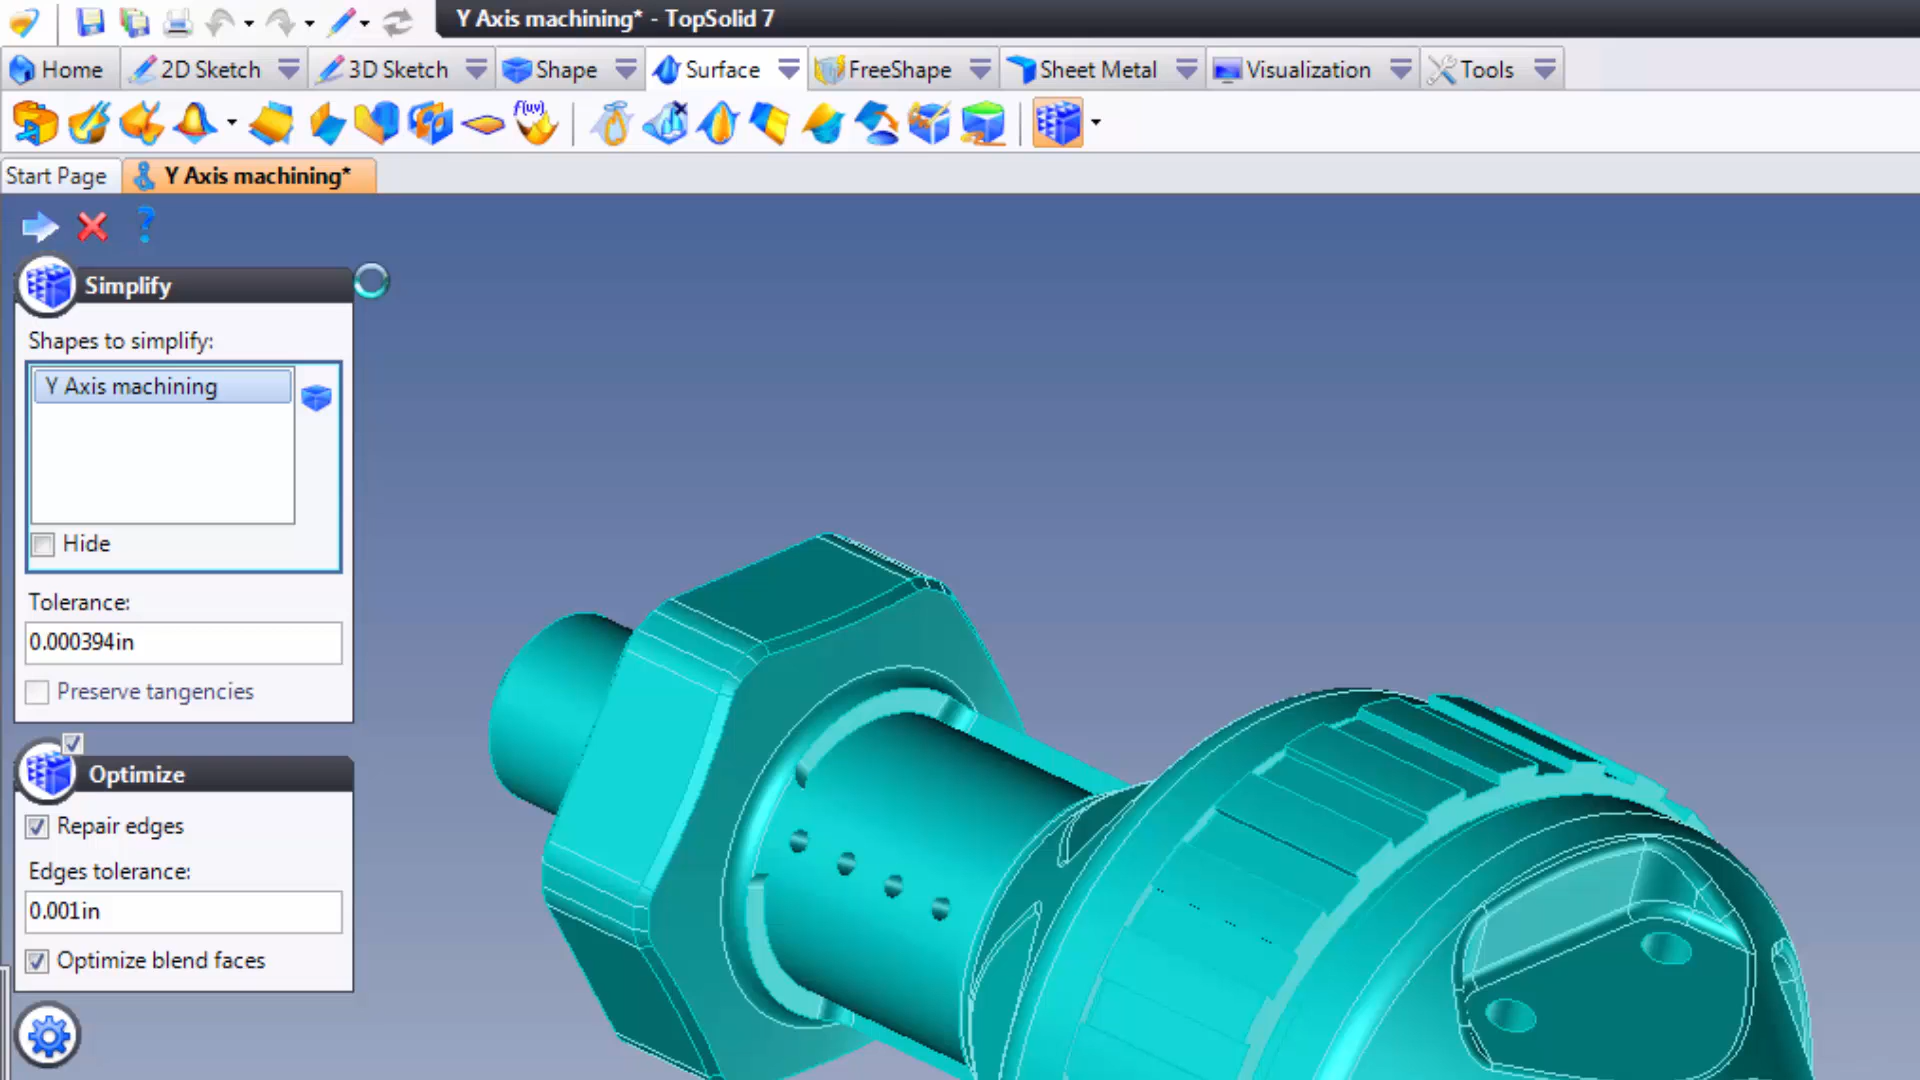 Y Axis machining* - TopSolid 7
Home 2D Sketch 3D Sketch Shape Surface FreeShape Sheet Metal Visualization Tools
f(u,v)
Start Page Y Axis machining*
?
Simplify
Shapes to simplify:
Y Axis machining
Hide
Tolerance:
0.000394in
Preserve tangencies
Optimize
Repair edges
Edges tolerance:
0.001in
Optimize blend faces